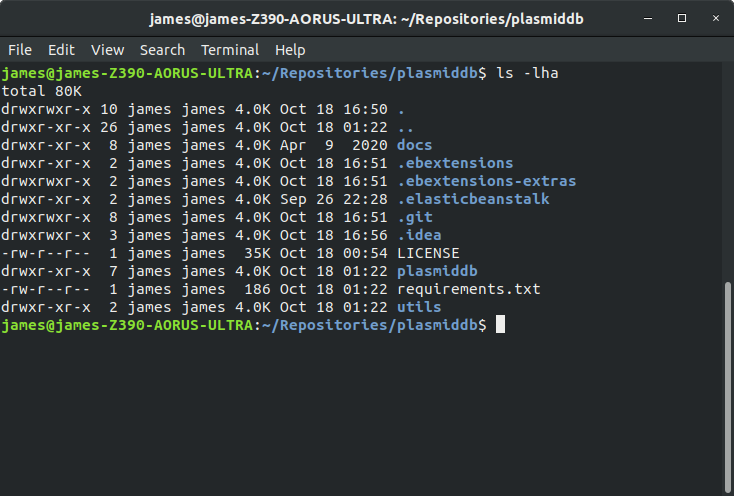 james@james-Z390-AORUS-ULTRA: ~/Repositories/plasmiddb
File Edit View Search Terminal Help
james@james-Z390-AORUS-ULTRA:~/Repositories/plasmiddb$ ls -lha
total 80K
drwxrwxr-x 10 james james 4.0K Oct 18 16:50 .
drwxr-xr-x 26 james james 4.0K Oct 18 01:22 ..
drwxr-xr-x  8 james james 4.0K Apr  9  2020 docs
drwxrwxr-x  2 james james 4.0K Oct 18 16:51 .ebextensions
drwxrwxr-x  2 james james 4.0K Oct 18 16:51 .ebextensions-extras
drwxr-xr-x  2 james james 4.0K Sep 26 22:28 .elasticbeanstalk
drwxrwxr-x  8 james james 4.0K Oct 18 16:51 .git
drwxrwxr-x  3 james james 4.0K Oct 18 16:56 .idea
-rw-r--r--  1 james james  35K Oct 18 00:54 LICENSE
drwxr-xr-x  7 james james 4.0K Oct 18 01:22 plasmiddb
-rw-r--r--  1 james james  186 Oct 18 01:22 requirements.txt
drwxr-xr-x  2 james james 4.0K Oct 18 01:22 utils
james@james-Z390-AORUS-ULTRA:~/Repositories/plasmiddb$